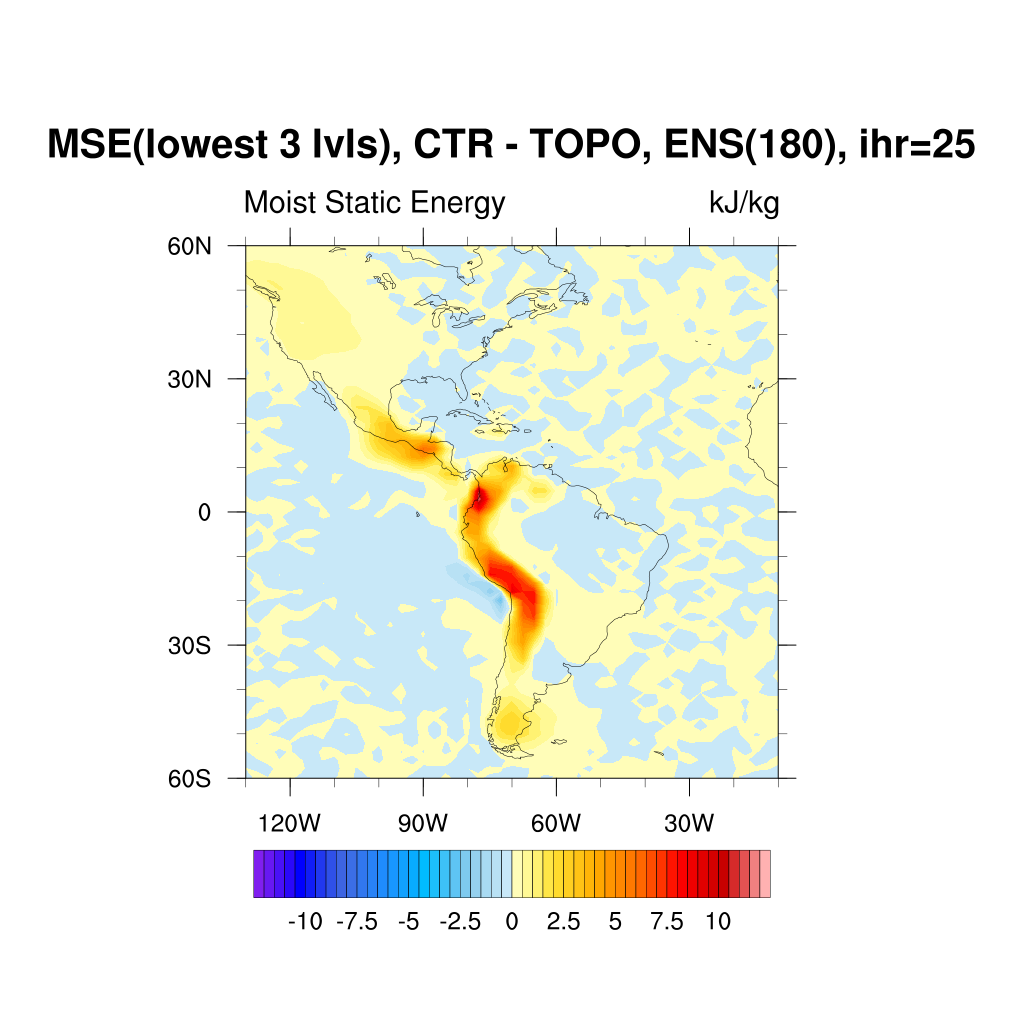 MSE(lowest 3 lvls), CTR - TOPO, ENS(180), ihr=25
Moist Static Energy kJ/kg
60N
30N
0
30S
60S
120W 90W 60W 30W
-10 -7.5 -5 -2.5 0 2.5 5 7.5 10